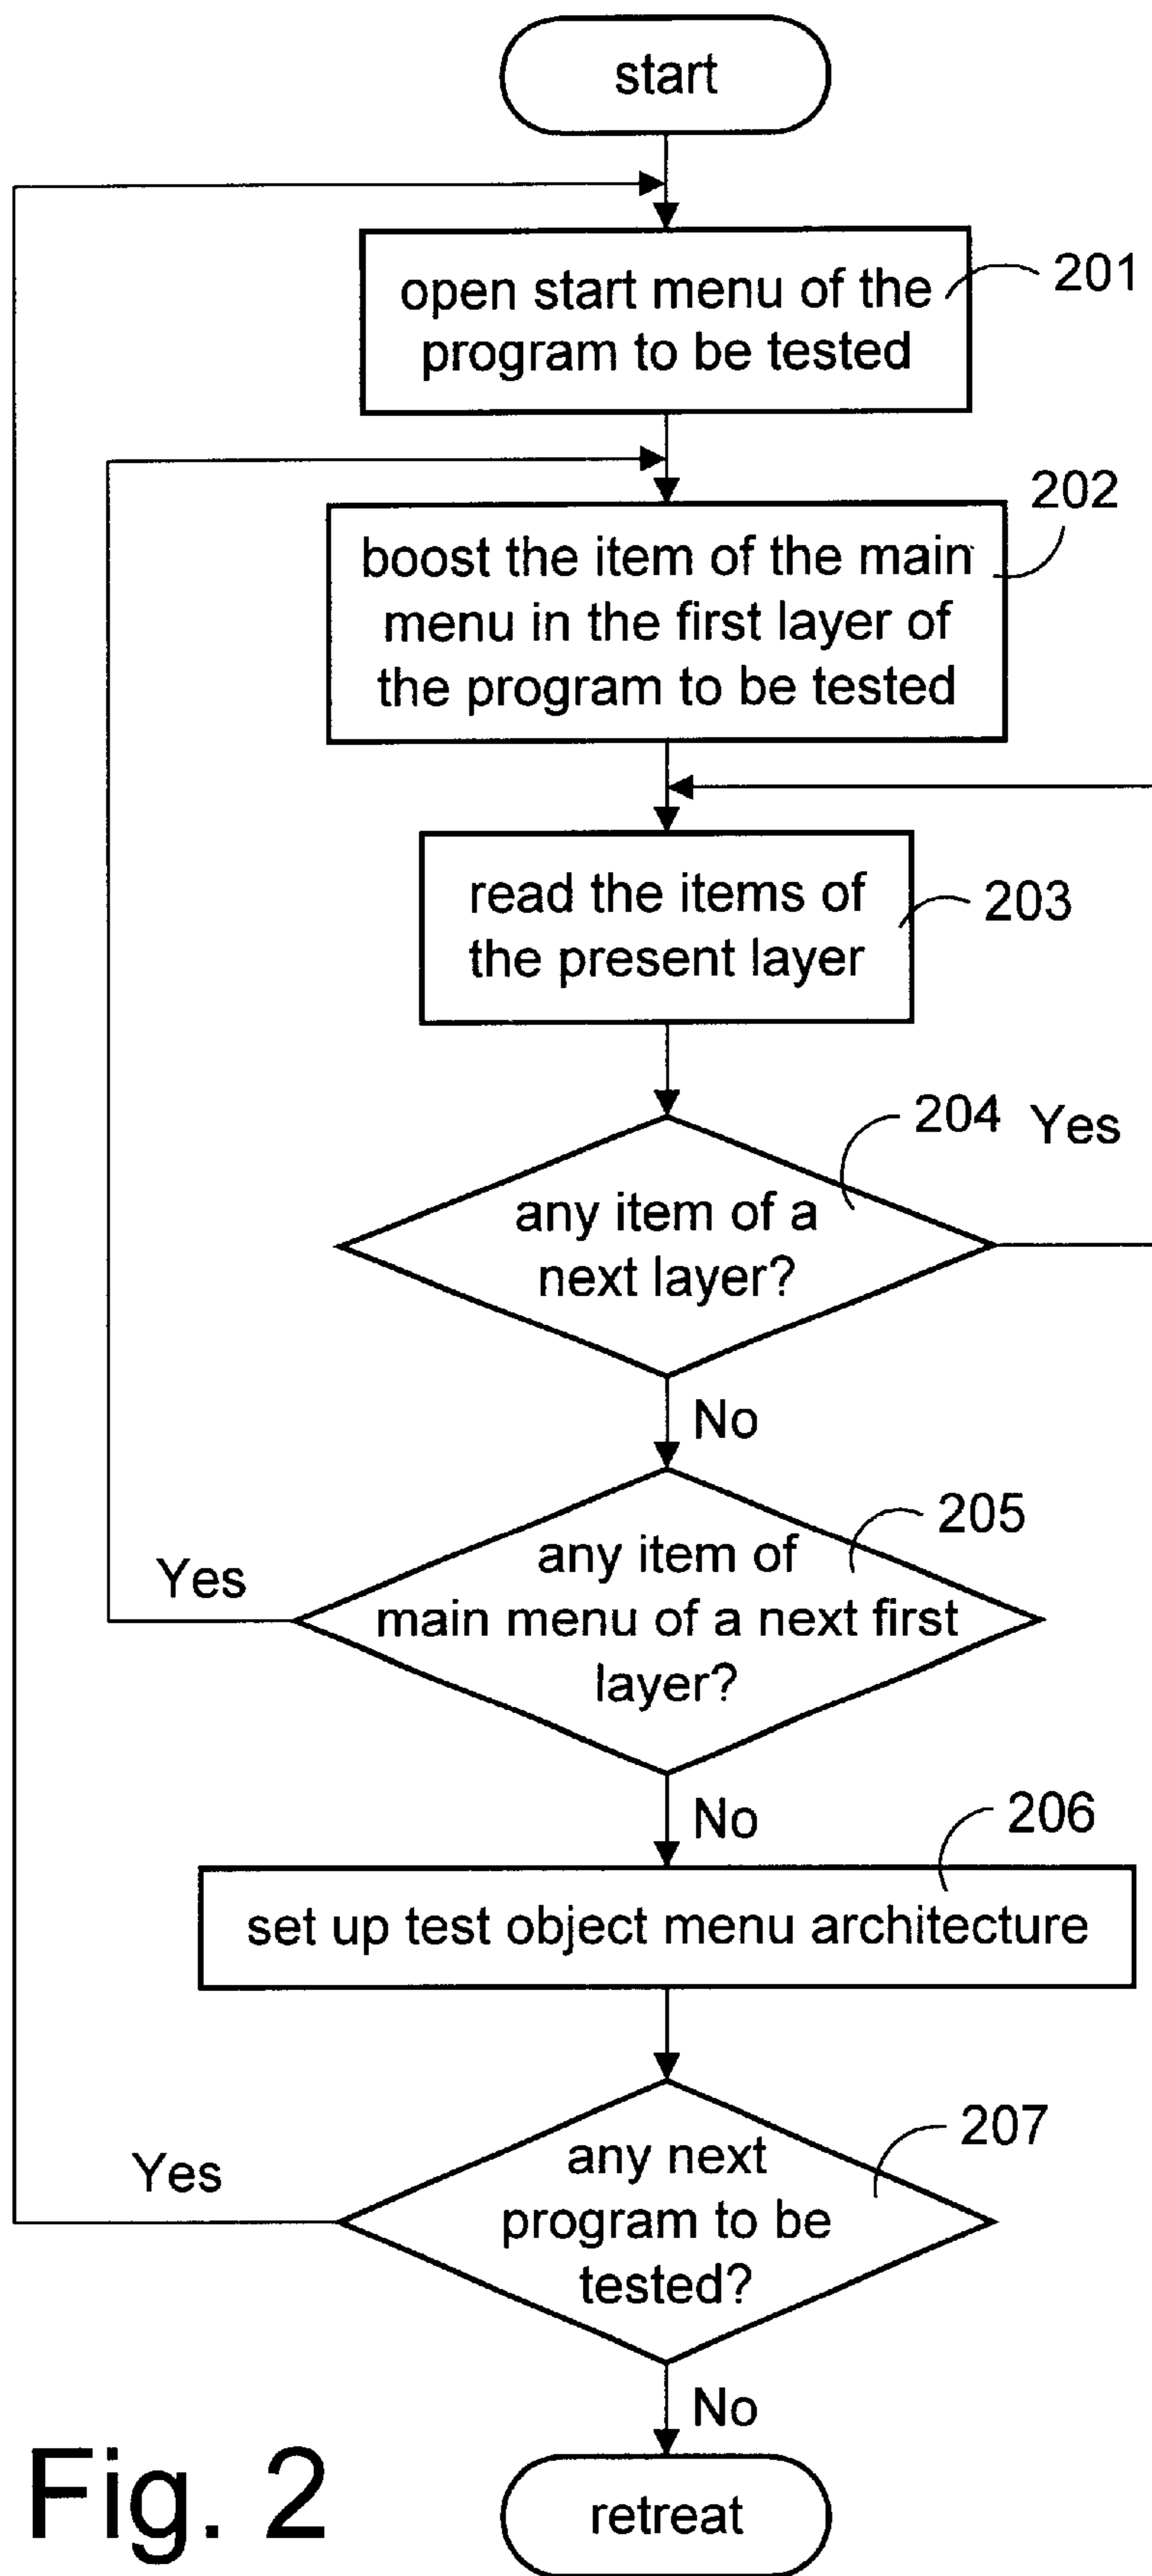 start
open start menu of the
program to be tested
201
boost the item of the main
menu in the first layer of
the program to be tested
202
read the items of
the present layer
203
204
Yes
any item of a
next layer?
No
205
any item of
main menu of a next first
layer?
Yes
No
206
set up test object menu architecture
207
any next
program to be
tested?
Yes
No
retreat
Fig. 2